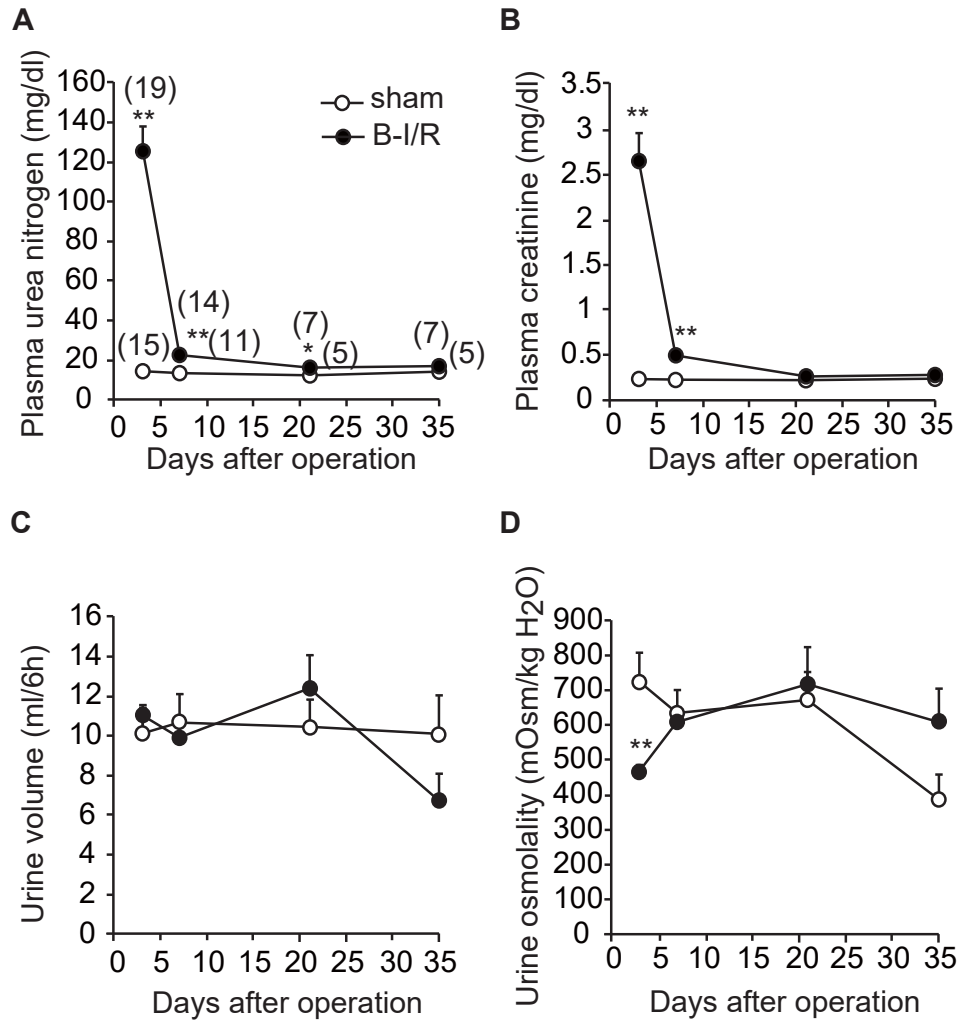 A
Plasma urea nitrogen (mg/dl)
160
140
120
100
80
60
40
20
0
(19)
**
sham
B-I/R
(14)
(15)
**(11)
(7)
*
(5)
(7)
(5)
0 5 10 15 20 25 30 35
Days after operation
B
Plasma creatinine (mg/dl)
3.5
3
2.5
2
1.5
1
0.5
0
**
**
0 5 10 15 20 25 30 35
Days after operation
C
Urine volume (ml/6h)
16
14
12
10
8
6
4
2
0
0 5 10 15 20 25 30 35
Days after operation
D
Urine osmolality (mOsm/kg H2O)
900
800
700
600
500
400
300
200
100
0
**
0 5 10 15 20 25 30 35
Days after operation